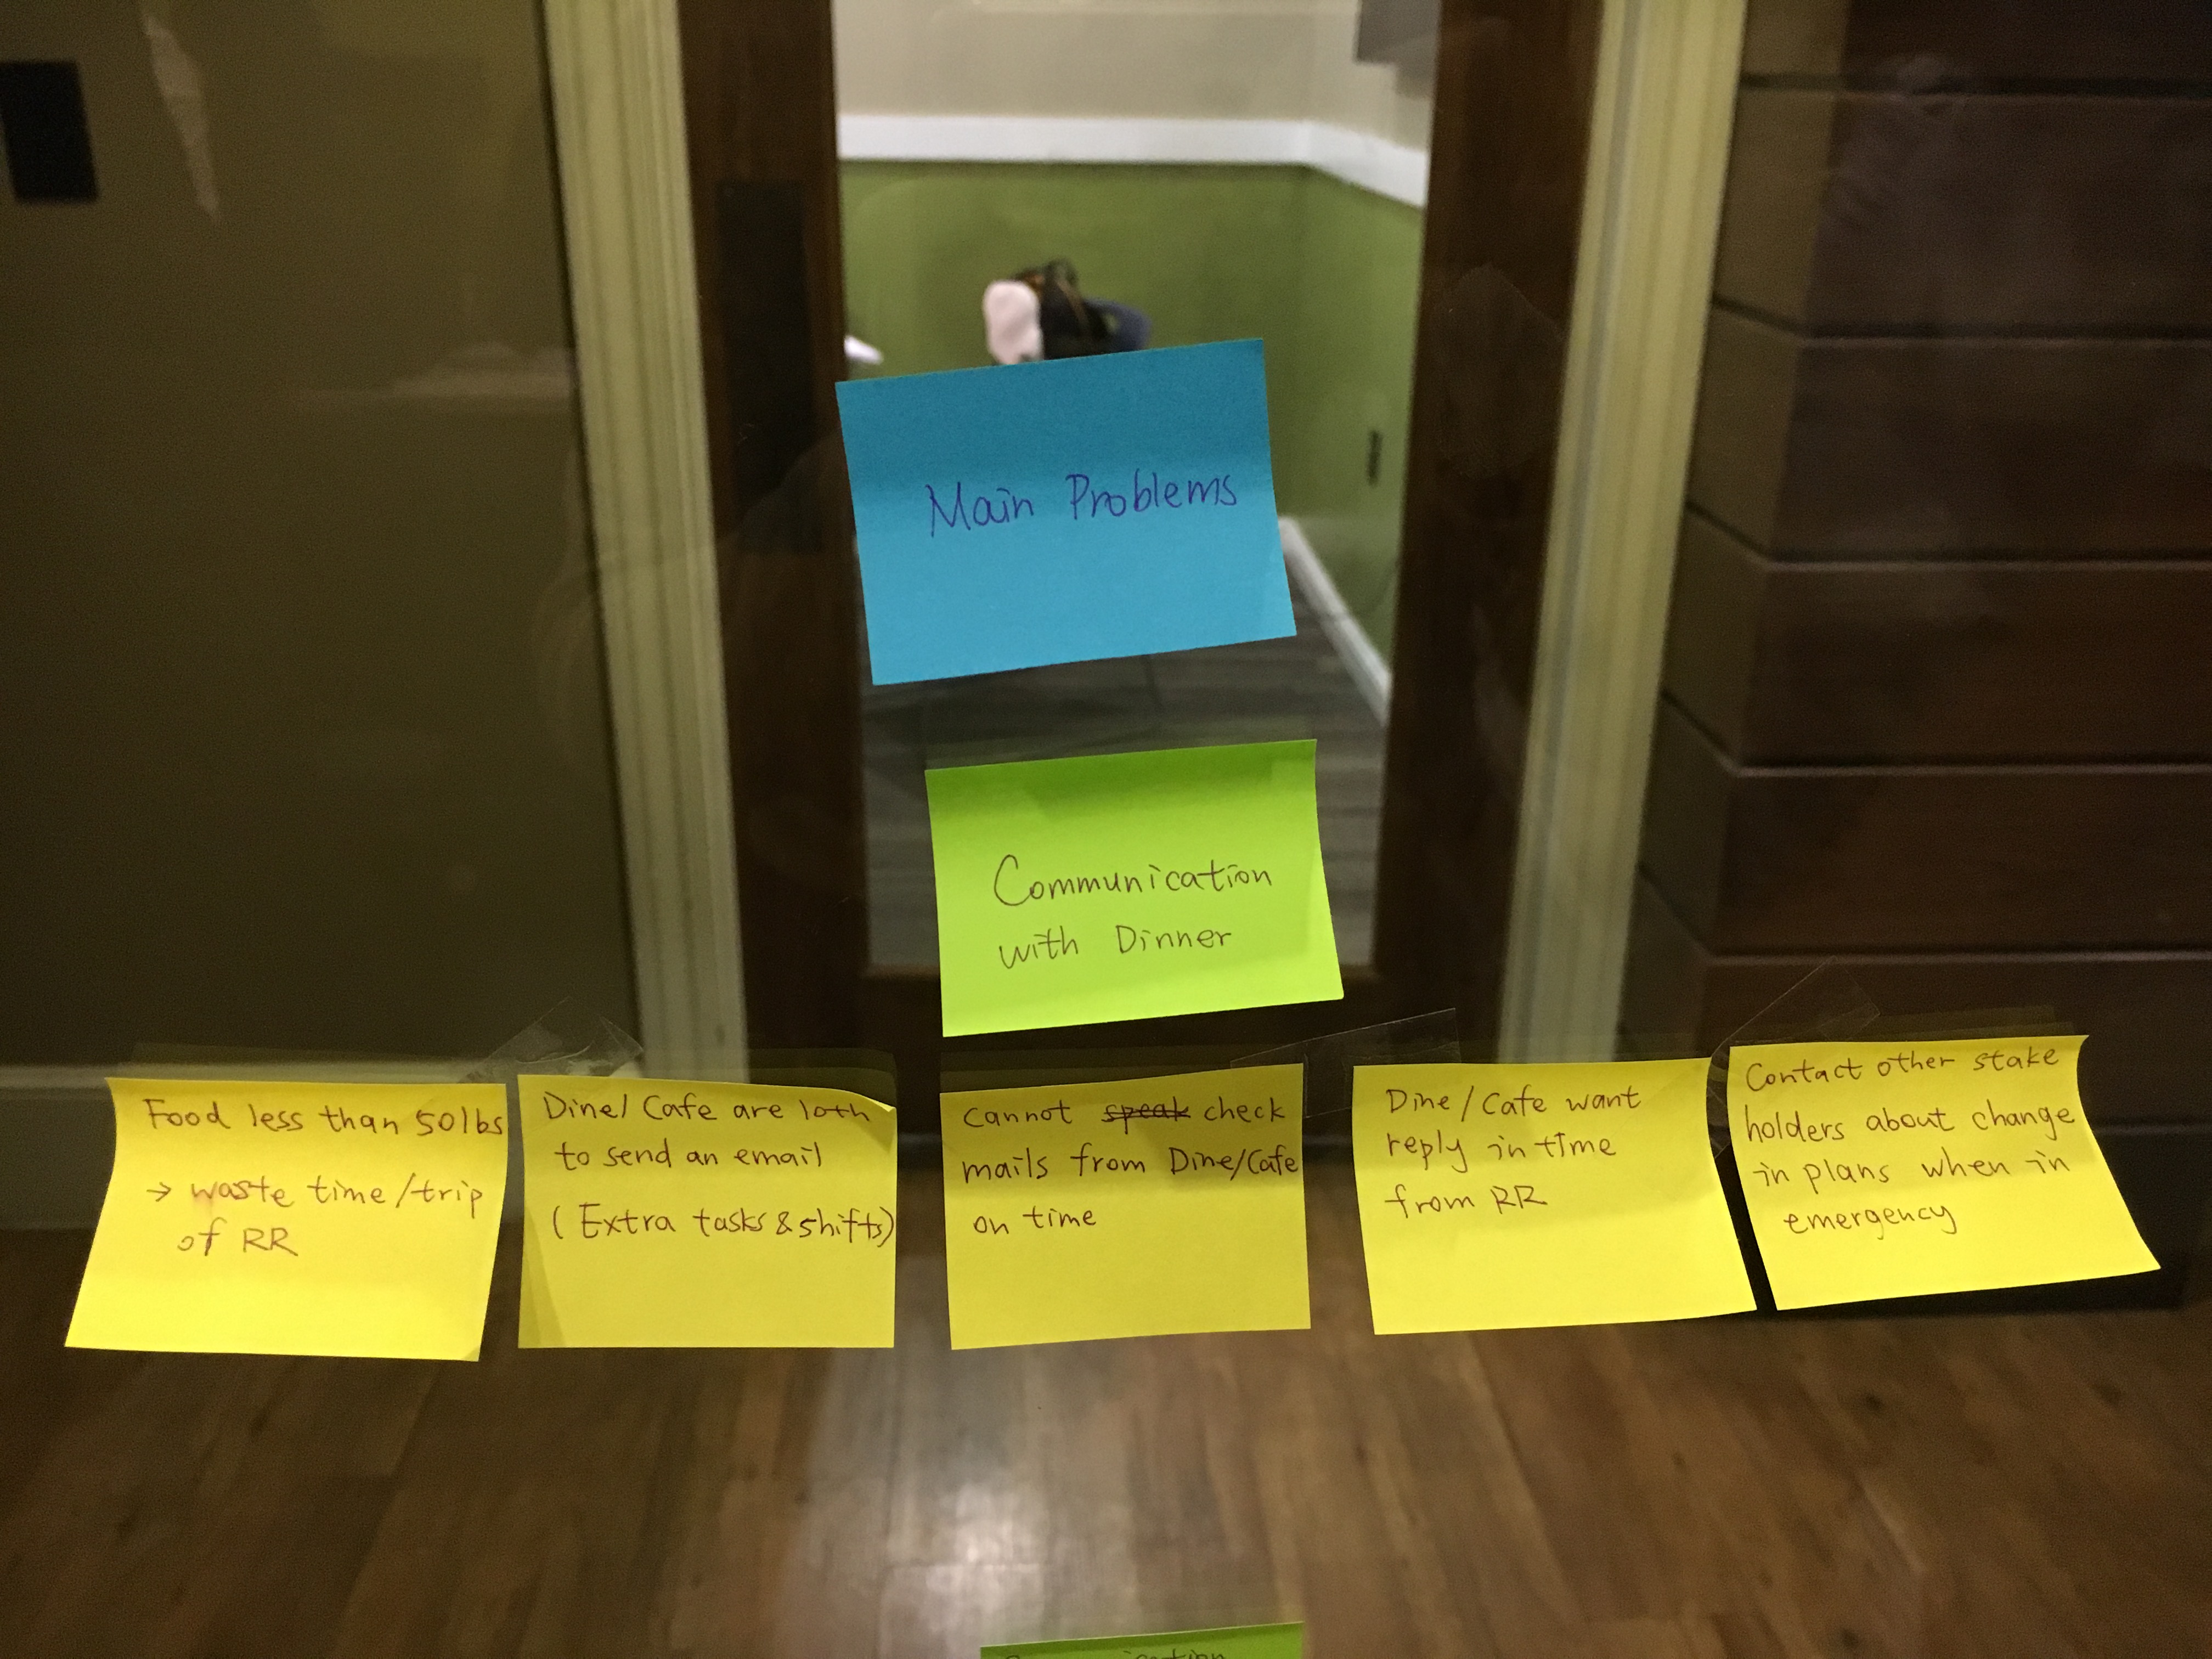 Main Problems
Communication
with Dinner
Food less than 50lbs
→ waste time/trip
of RR
Dine/Cafe are loth
to send an email
(Extra tasks & shifts)
Cannot speak check
mails from Dine/Cafe
on time
Dine/Cafe want
reply in time
from RR
Contact other stake
holders about change
in plans when in
emergency